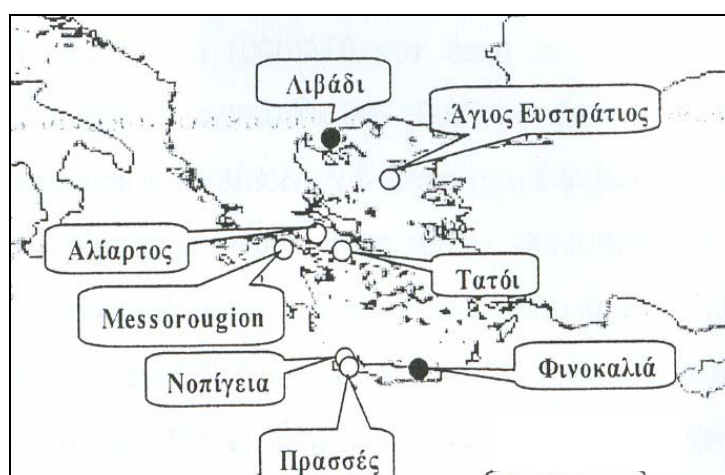 Λιβάδι
Άγιος Ευστράτιος
Αλίαρτος
Τατόι
Messorougion
Νοπίγεια
Φινοκαλιά
Πρασσές